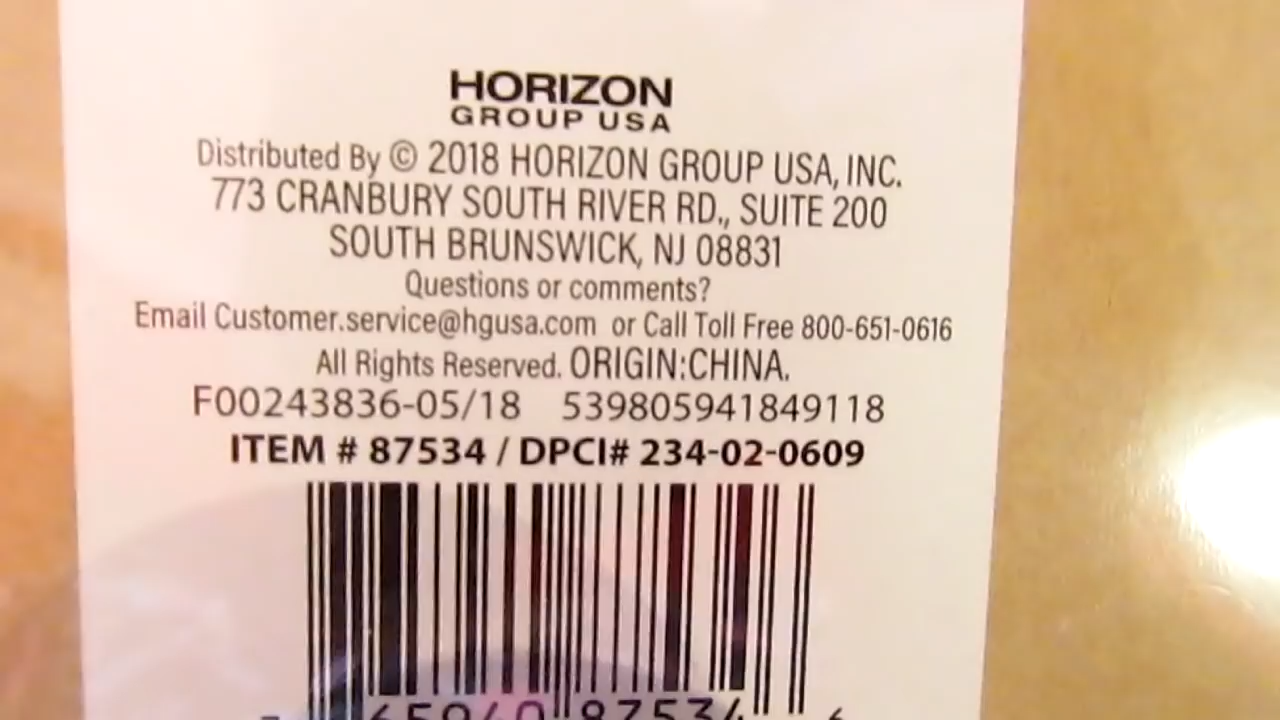 HORIZON
GROUP USA
Distributed By © 2018 HORIZON GROUP USA, INC.
773 CRANBURY SOUTH RIVER RD., SUITE 200
SOUTH BRUNSWICK, NJ 08831
Questions or comments?
Email Customer.service@hgusa.com or Call Toll Free 800-651-0616
All Rights Reserved. ORIGIN:CHINA.
F00243836-05/18 539805941849118
ITEM # 87534 / DPCI# 234-02-0609
65940 87534